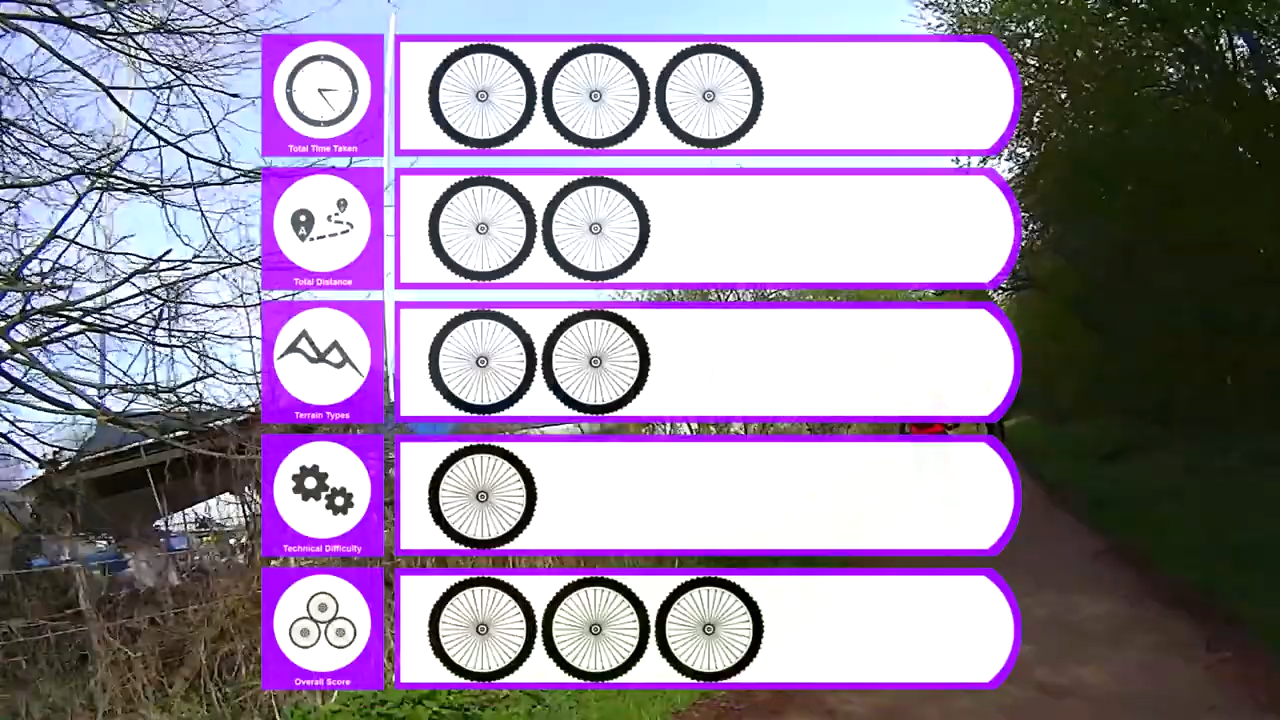 Total Time Taken
A
Total Distance
Terrain Types
Technical Difficulty
Overall Score